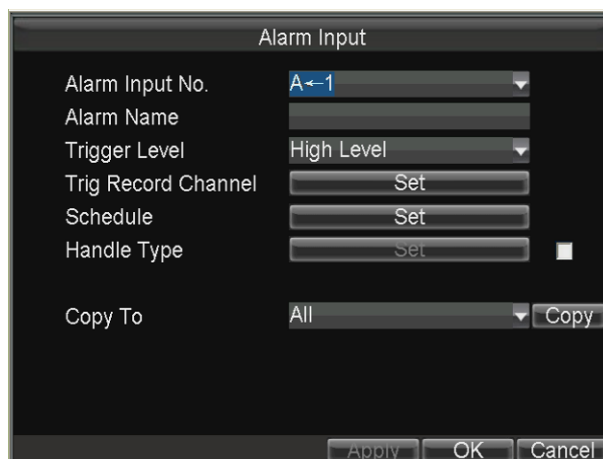 Alarm Input
Alarm Input No. A←1
Alarm Name
Trigger Level High Level
Trig Record Channel Set
Schedule Set
Handle Type Set
Copy To All Copy
Apply OK Cancel